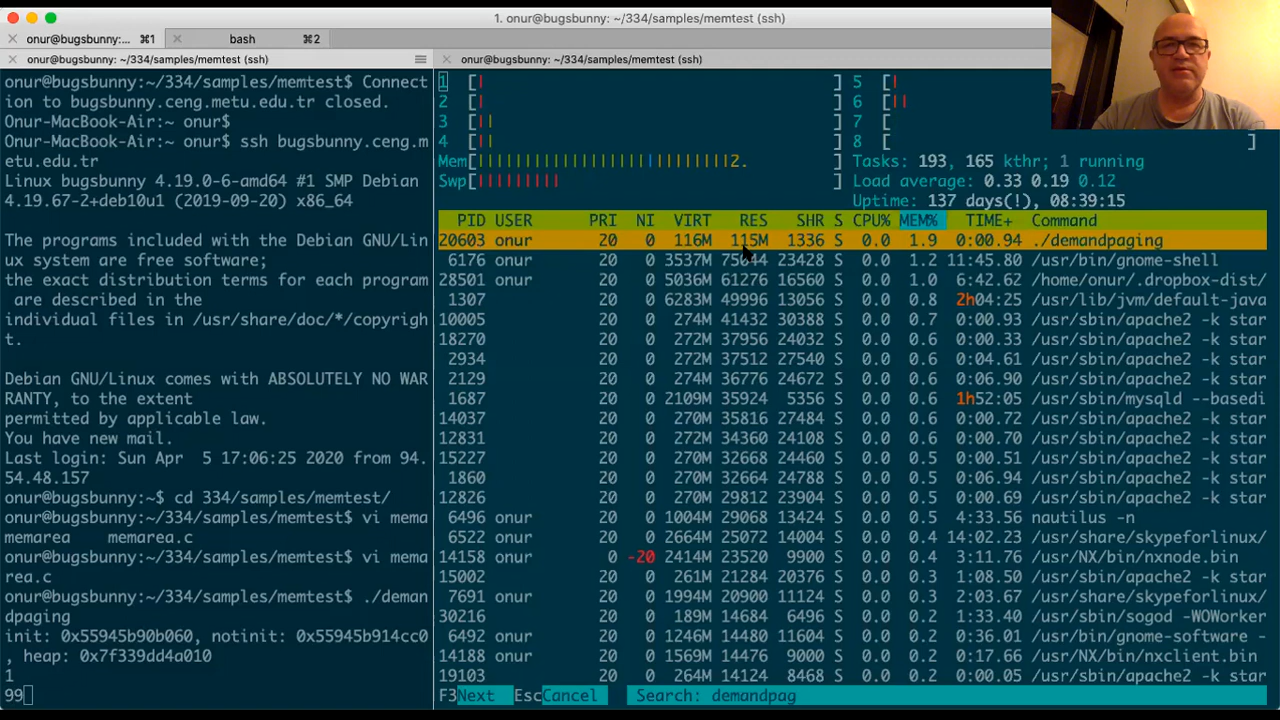 1. onur@bugsbunny: ~/334/samples/memtest (ssh)
onur@bugsbunny:... ⌘1 bash ⌘2
onur@bugsbunny:~/334/samples/memtest (ssh)
onur@bugsbunny:~/334/samples/memtest$ Connect
ion to bugsbunny.ceng.metu.edu.tr closed.
Onur-MacBook-Air:~ onur$
Onur-MacBook-Air:~ onur$ ssh bugsbunny.ceng.m
etu.edu.tr
Linux bugsbunny 4.19.0-6-amd64 #1 SMP Debian
4.19.67-2+deb10u1 (2019-09-20) x86_64
The programs included with the Debian GNU/Lin
ux system are free software;
the exact distribution terms for each program
are described in the
individual files in /usr/share/doc/*/copyrigh
t.
Debian GNU/Linux comes with ABSOLUTELY NO WAR
RANTY, to the extent
permitted by applicable law.
You have new mail.
Last login: Sun Apr  5 17:06:25 2020 from 94.
54.48.157
onur@bugsbunny:~$ cd 334/samples/memtest/
onur@bugsbunny:~/334/samples/memtest$ vi mema
memarea    memarea.c
onur@bugsbunny:~/334/samples/memtest$ vi mema
rea.c
onur@bugsbunny:~/334/samples/memtest$ ./deman
dpaging
init: 0x55945b90b060, notinit: 0x55945b914cc0
, heap: 0x7f339dd4a010
1
99
onur@bugsbunny:~/334/samples/memtest (ssh)
1 [| 5 [|
2 [| 6 [||
3 [|| 7 [
4 [|| 8 [ ]
Mem[||||||||||||||||||||||||||||2. ] Tasks: 193, 165 kthr; 1 running
Swp[||||||||| ] Load average: 0.33 0.19 0.12
Uptime: 137 days(!), 08:39:15
PID USER PRI NI VIRT RES SHR S CPU% MEM% TIME+ Command
20603 onur 20 0 116M 115M 1336 S 0.0 1.9 0:00.94 ./demandpaging
6176 onur 20 0 3537M 75044 23428 S 0.0 1.2 11:45.80 /usr/bin/gnome-shell
28501 onur 20 0 5036M 61276 16560 S 0.0 1.0 6:42.62 /home/onur/.dropbox-dist/
1307 20 0 6283M 49996 13056 S 0.0 0.8 2h04:25 /usr/lib/jvm/default-java
10005 20 0 274M 41432 30388 S 0.0 0.7 0:00.93 /usr/sbin/apache2 -k star
18270 20 0 272M 37956 24032 S 0.0 0.6 0:00.33 /usr/sbin/apache2 -k star
2934 20 0 272M 37512 27540 S 0.0 0.6 0:04.61 /usr/sbin/apache2 -k star
2129 20 0 274M 36776 24672 S 0.0 0.6 0:06.90 /usr/sbin/apache2 -k star
1687 20 0 2109M 35924 5356 S 0.0 0.6 1h52:05 /usr/sbin/mysqld --basedi
14037 20 0 270M 35816 27484 S 0.0 0.6 0:00.72 /usr/sbin/apache2 -k star
12831 20 0 272M 34360 24108 S 0.0 0.6 0:00.70 /usr/sbin/apache2 -k star
15227 20 0 270M 32668 24460 S 0.0 0.5 0:00.51 /usr/sbin/apache2 -k star
1860 20 0 270M 32664 24788 S 0.0 0.5 0:06.94 /usr/sbin/apache2 -k star
12826 20 0 270M 29812 23904 S 0.0 0.5 0:00.69 /usr/sbin/apache2 -k star
6496 onur 20 0 1004M 29068 13424 S 0.0 0.5 4:33.56 nautilus -n
6522 onur 20 0 2664M 25072 14004 S 0.0 0.4 14:02.23 /usr/share/skypeforlinux/
14158 onur 0 -20 2414M 23520 9900 S 0.0 0.4 3:11.76 /usr/NX/bin/nxnode.bin
15002 20 0 261M 21284 20376 S 0.0 0.3 1:08.50 /usr/sbin/apache2 -k star
7691 onur 20 0 1994M 20900 11124 S 0.0 0.3 2:03.67 /usr/share/skypeforlinux/
30216 20 0 189M 14684 6496 S 0.0 0.2 1:33.40 /usr/sbin/sogod -WOWorker
6492 onur 20 0 1246M 14480 11604 S 0.0 0.2 0:36.01 /usr/bin/gnome-software -
14188 onur 20 0 1569M 14476 9000 S 0.0 0.2 0:17.66 /usr/NX/bin/nxclient.bin
19103 20 0 264M 14124 8468 S 0.0 0.2 0:00.05 /usr/sbin/apache2 -k star
F3Next  EscCancel   Search: demandpag